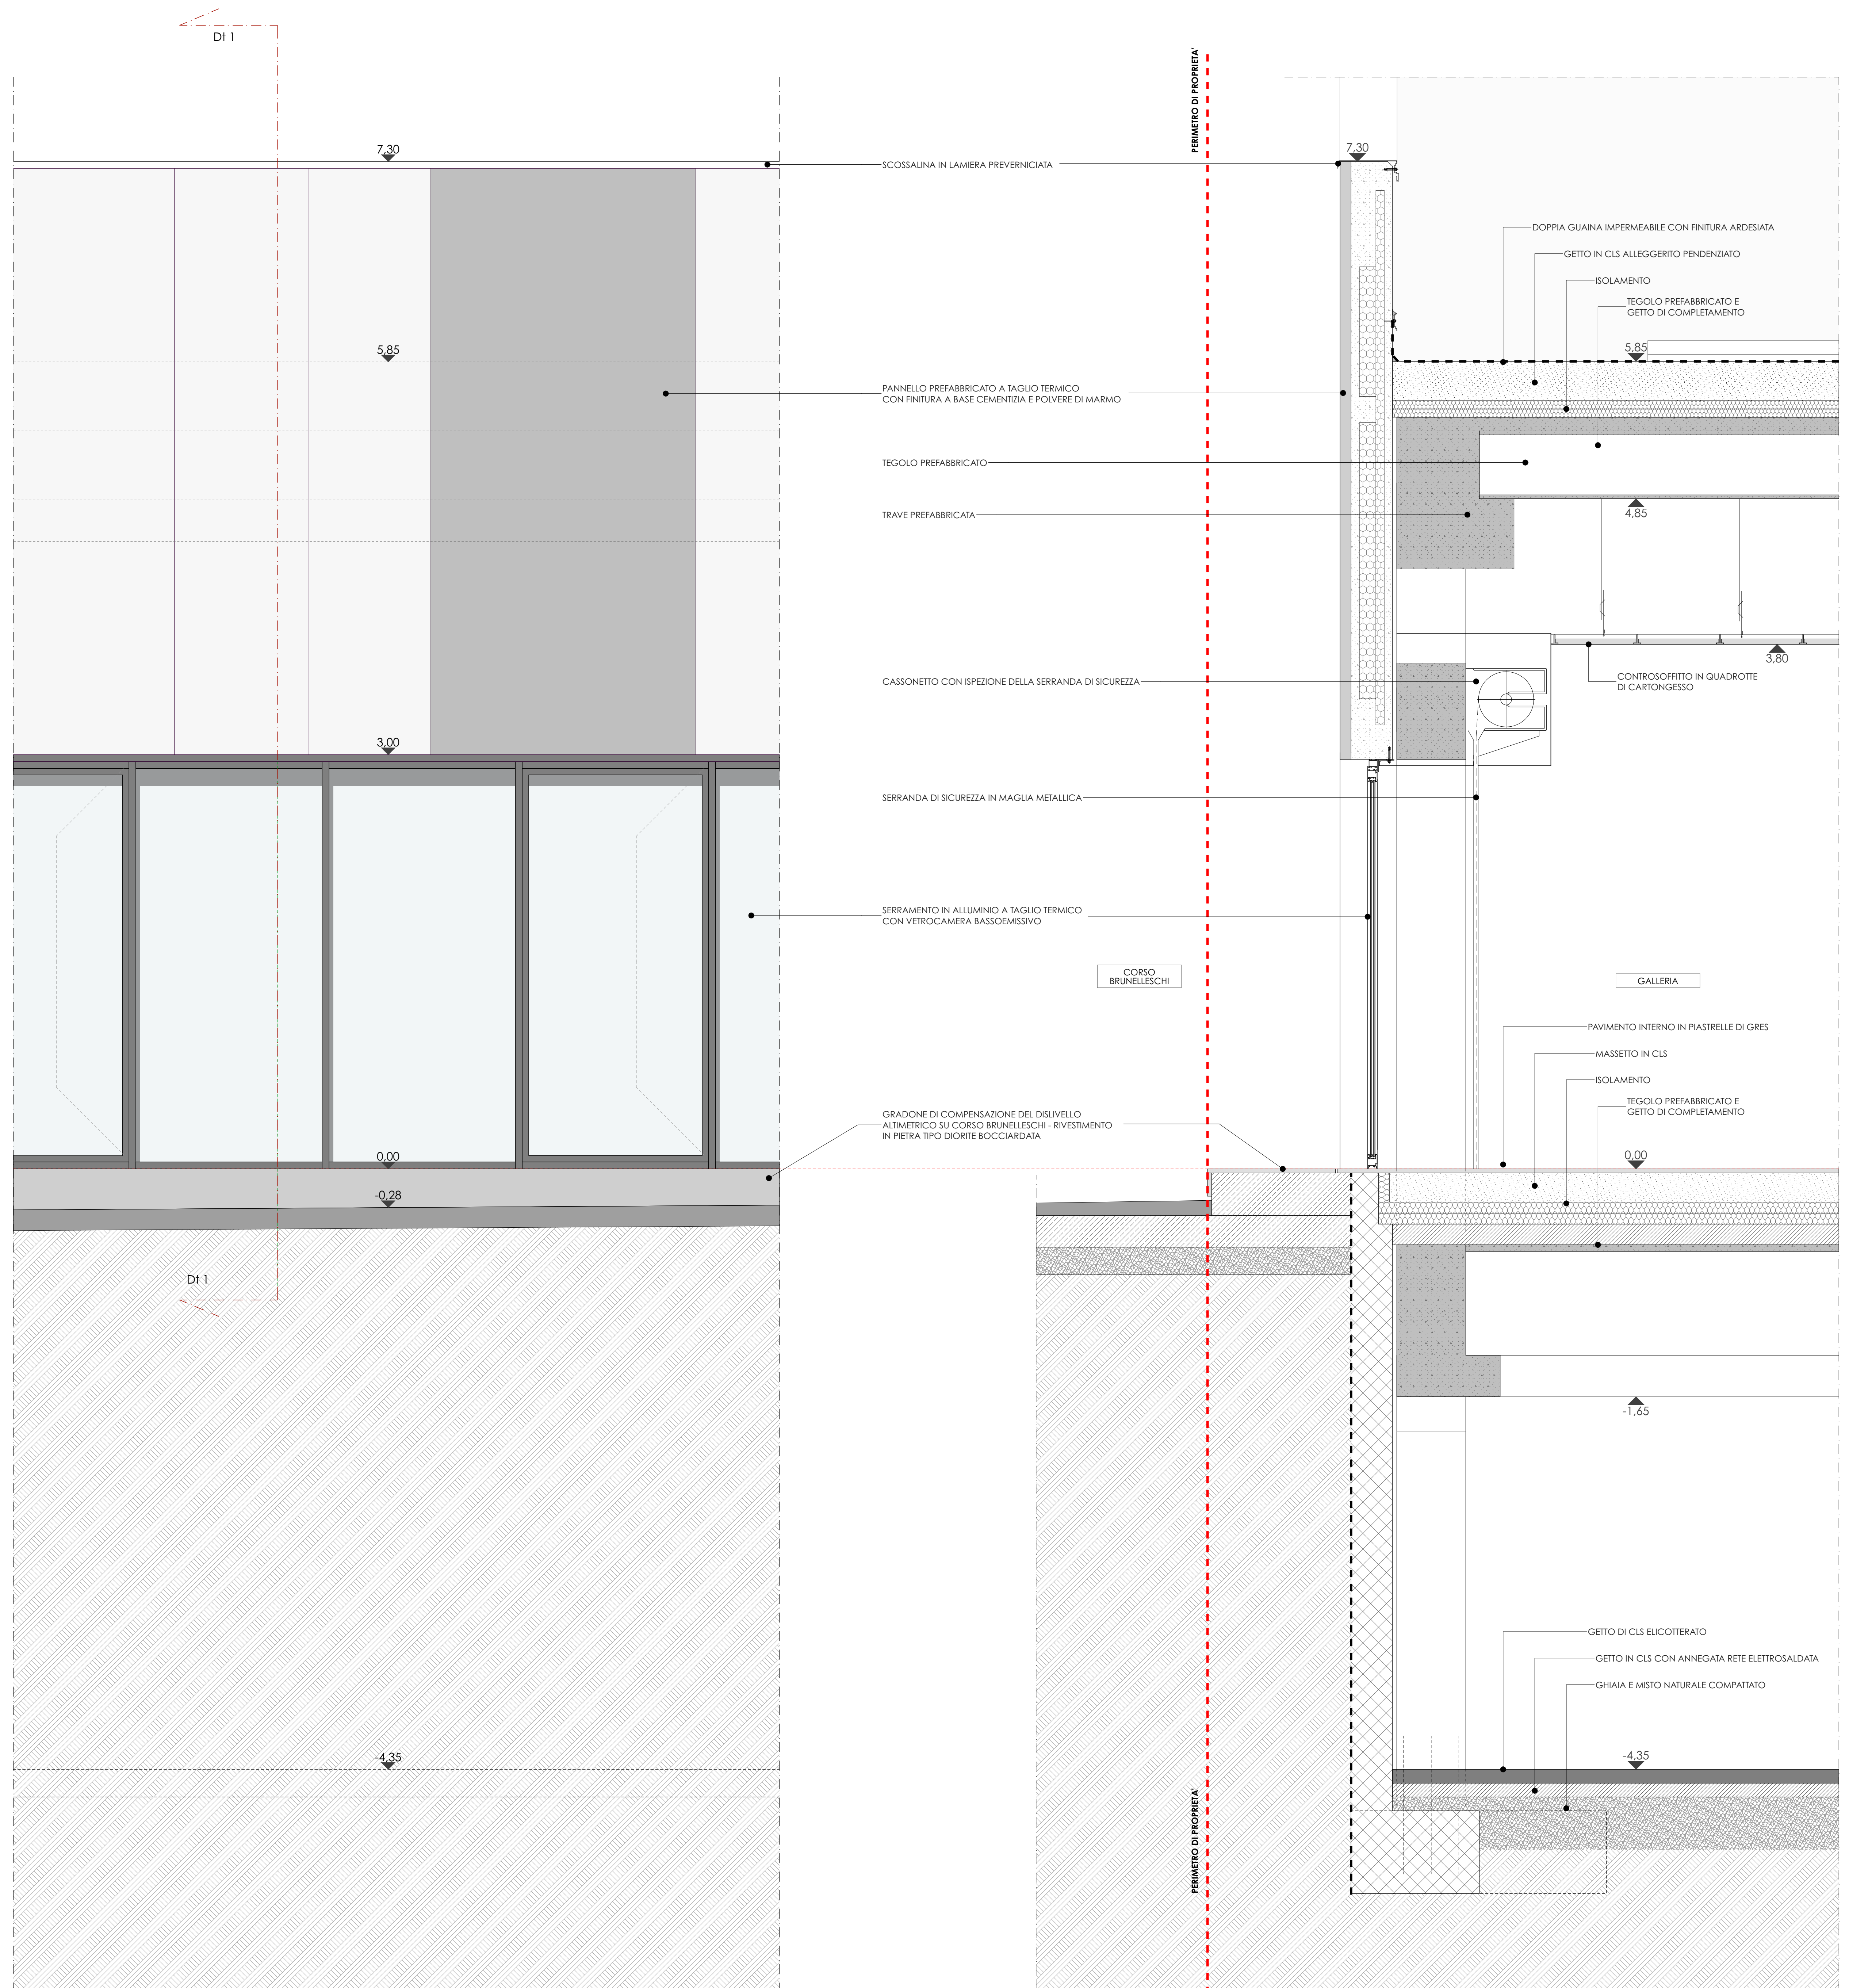 Dt 1
PERIMETRO DI PROPRIETA'
7,30
7,30
SCOSSALINA IN LAMIERA PREVERNICIATA
DOPPIA GUAINA IMPERMEABILE CON FINITURA ARDESIATA
GETTO IN CLS ALLEGGERITO PENDENZIATO
ISOLAMENTO
TEGOLO PREFABBRICATO E
GETTO DI COMPLETAMENTO
5,85
5,85
PANNELLO PREFABBRICATO A TAGLIO TERMICO
CON FINITURA A BASE CEMENTIZIA E POLVERE DI MARMO
TEGOLO PREFABBRICATO
TRAVE PREFABBRICATA
4,85
3,80
CASSONETTO CON ISPEZIONE DELLA SERRANDA DI SICUREZZA
CONTROSOFFITTO IN QUADROTTE
DI CARTONGESSO
3,00
SERRANDA DI SICUREZZA IN MAGLIA METALLICA
SERRAMENTO IN ALLUMINIO A TAGLIO TERMICO
CON VETROCAMERA BASSOEMISSIVO
CORSO
BRUNELLESCHI
GALLERIA
PAVIMENTO INTERNO IN PIASTRELLE DI GRES
MASSETTO IN CLS
ISOLAMENTO
TEGOLO PREFABBRICATO E
GETTO DI COMPLETAMENTO
GRADONE DI COMPENSAZIONE DEL DISLIVELLO
ALTIMETRICO SU CORSO BRUNELLESCHI - RIVESTIMENTO
IN PIETRA TIPO DIORITE BOCCIARDATA
0,00
0,00
-0,28
Dt 1
-1,65
GETTO DI CLS ELICOTTERATO
GETTO IN CLS CON ANNEGATA RETE ELETTROSALDATA
GHIAIA E MISTO NATURALE COMPATTATO
-4,35
-4,35
PERIMETRO DI PROPRIETA'